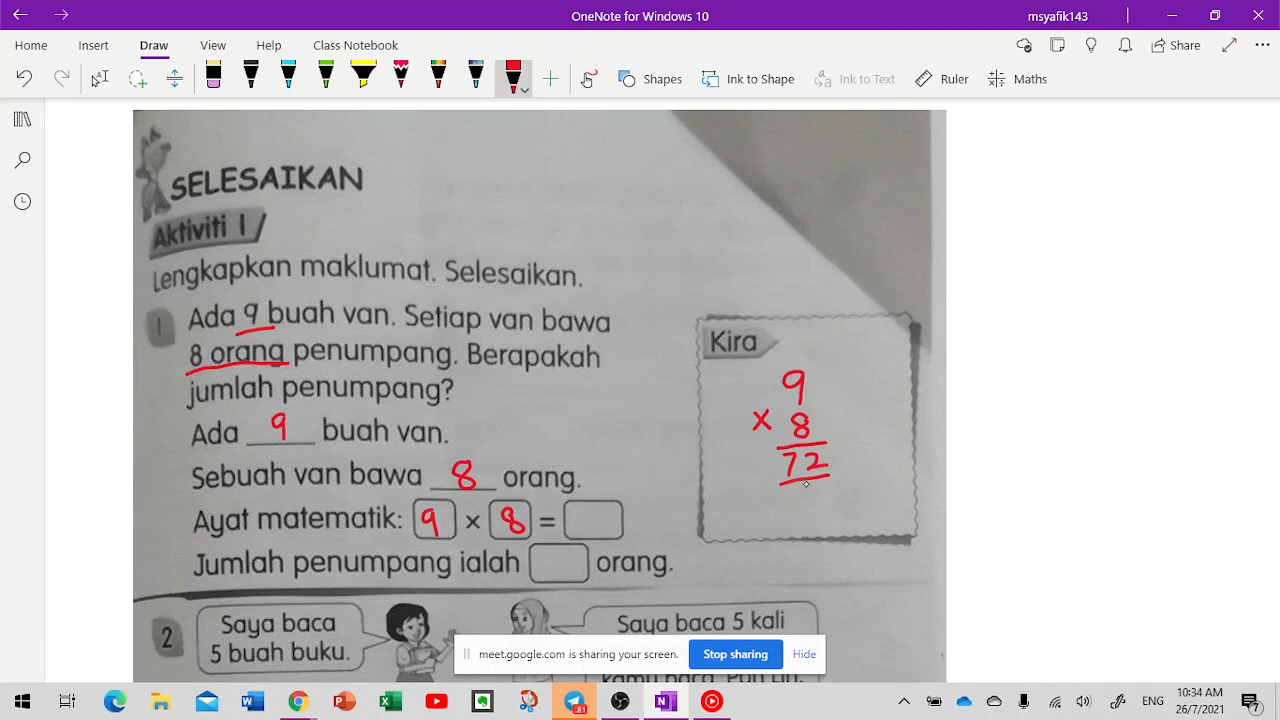 OneNote for Windows 10
msyafik143
Home Insert Draw View Help Class Notebook
Share
Shapes Ink to Shape Ink to Text Ruler Maths
SELESAIKAN
Aktiviti 1
Lengkapkan maklumat. Selesaikan.
1 Ada 9 buah van. Setiap van bawa
8 orang penumpang. Berapakah
jumlah penumpang?
Ada 9 buah van.
Sebuah van bawa 8 orang.
Ayat matematik: 9 × 8 =
Jumlah penumpang ialah orang.
Kira
9
× 8
72
2 Saya baca
5 buah buku.
Saya baca 5 kali
meet.google.com is sharing your screen. Stop sharing Hide
5:34 AM
26/7/2021